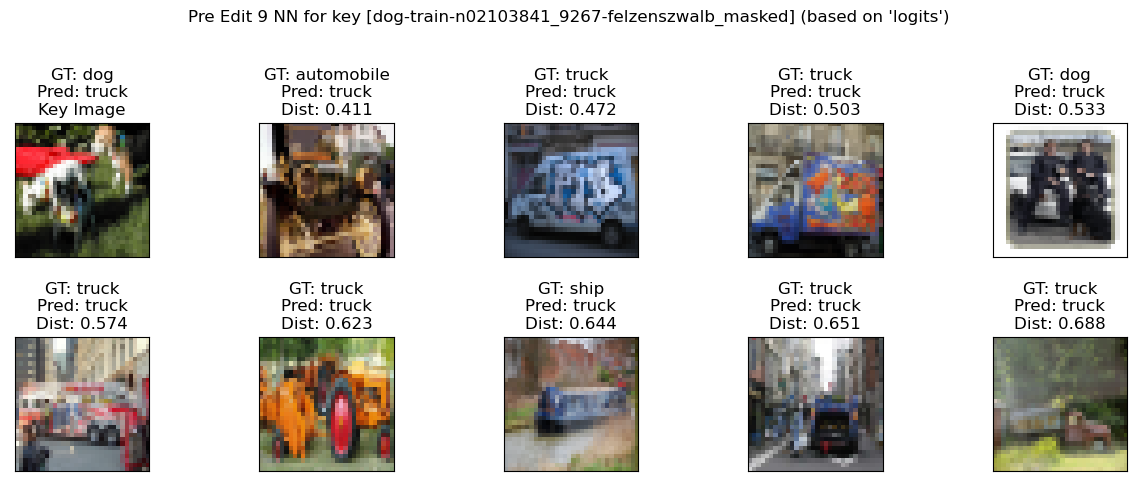 Pre Edit 9 NN for key [dog-train-n02103841_9267-felzenszwalb_masked] (based on 'logits')
GT: dog
Pred: truck
Key Image
GT: automobile
Pred: truck
Dist: 0.411
GT: truck
Pred: truck
Dist: 0.472
GT: truck
Pred: truck
Dist: 0.503
GT: dog
Pred: truck
Dist: 0.533
GT: truck
Pred: truck
Dist: 0.574
GT: truck
Pred: truck
Dist: 0.623
GT: ship
Pred: truck
Dist: 0.644
GT: truck
Pred: truck
Dist: 0.651
GT: truck
Pred: truck
Dist: 0.688